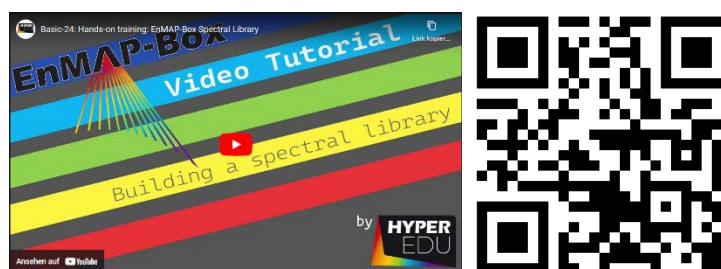 Basic-24: Hands-on training: EnMAP-Box Spectral Library
Link kopier...
EnMAP-Box
Video Tutorial
Building a spectral library
by HYPER
EDU
Ansehen auf YouTube